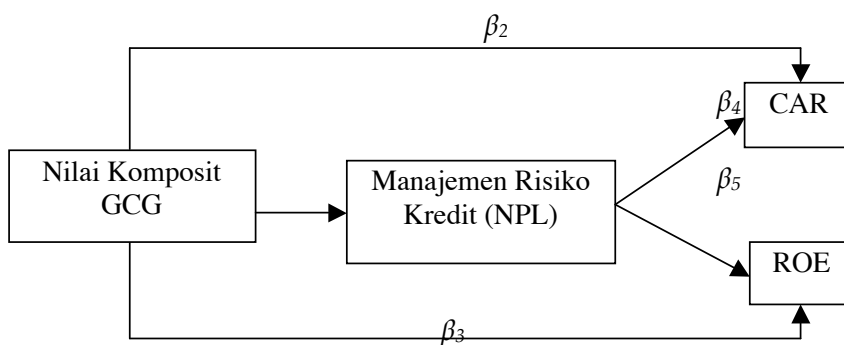 β2
CAR
β4
Nilai Komposit
GCG
Manajemen Risiko
Kredit (NPL)
β5
ROE
β3